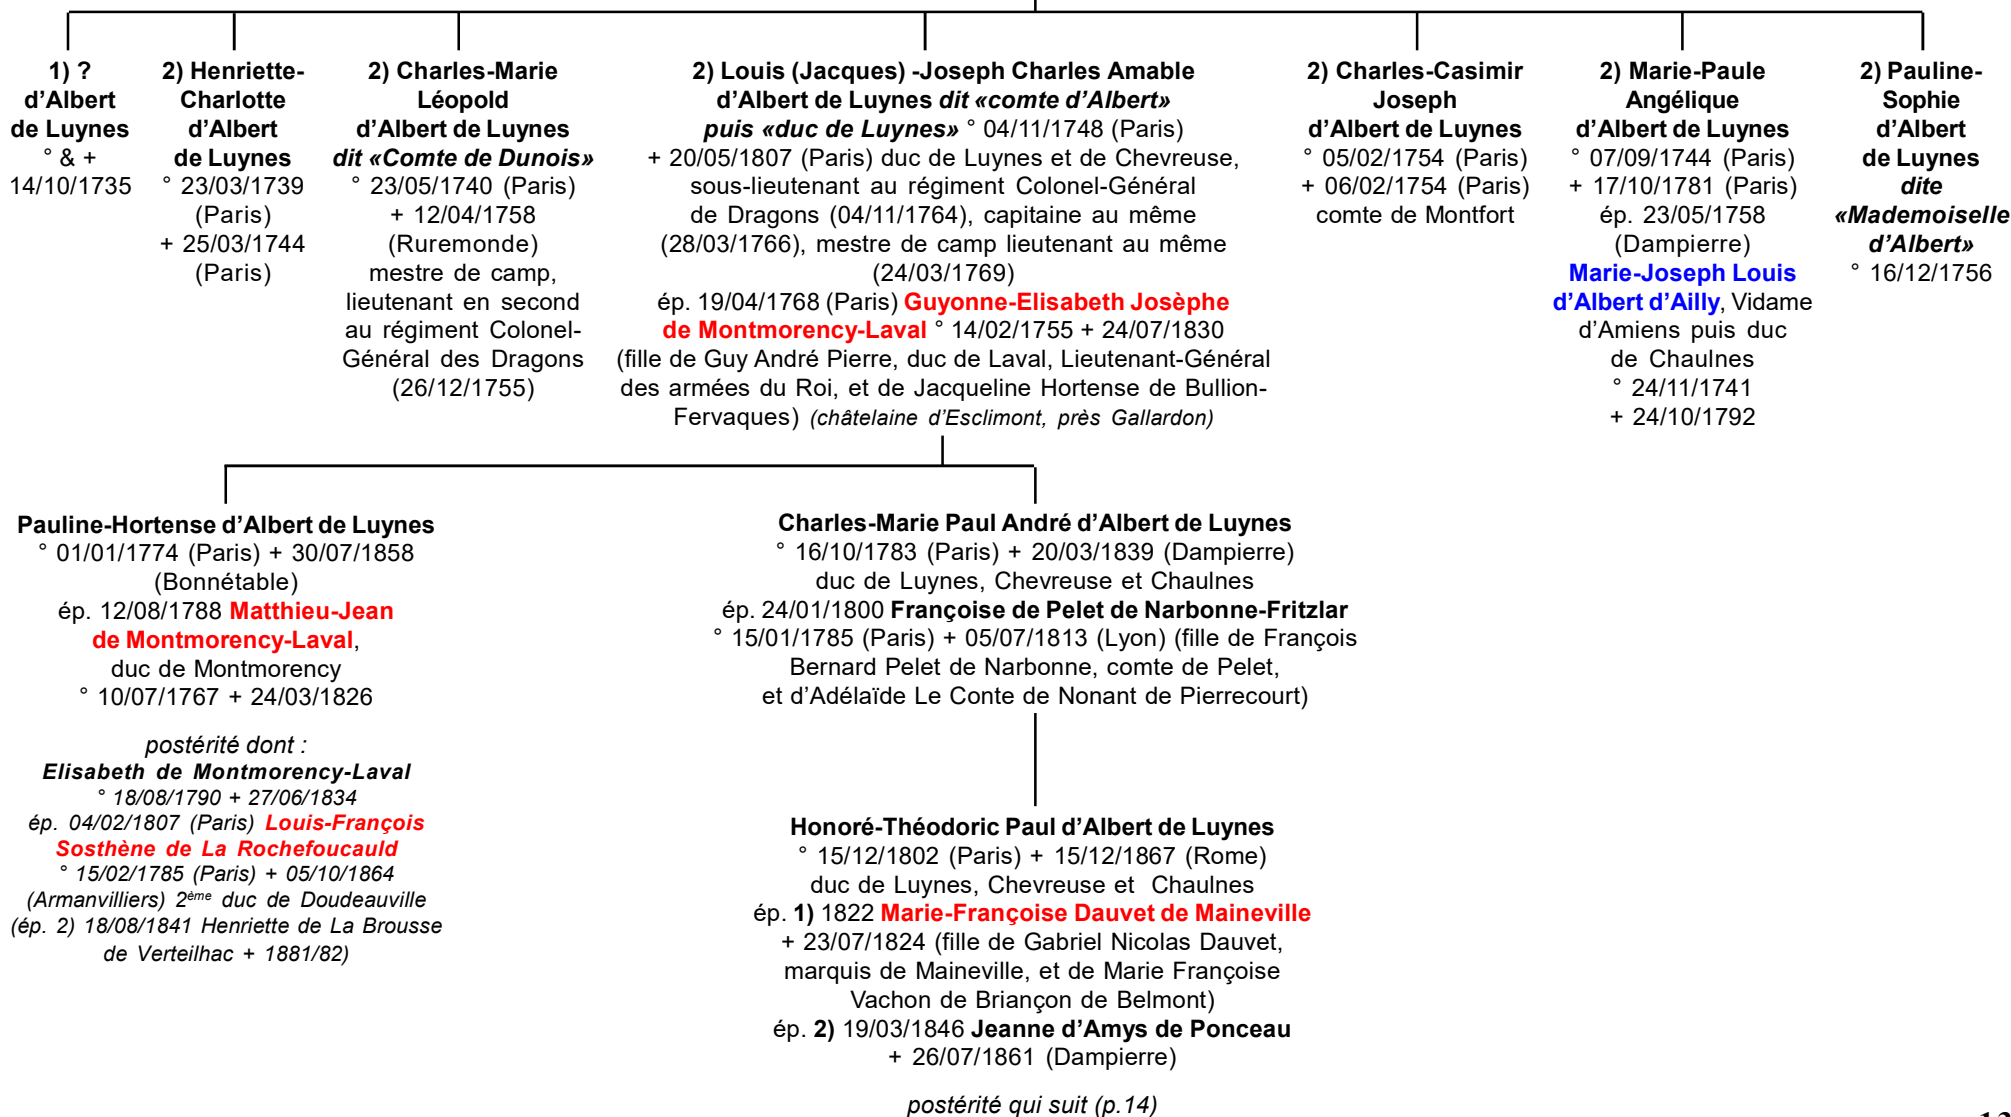 1) ?
d’Albert
de Luynes
° & +
14/10/1735
2) Henriette-
Charlotte
d’Albert
de Luynes
° 23/03/1739
(Paris)
+ 25/03/1744
(Paris)
2) Charles-Marie
Léopold
d’Albert de Luynes
dit «Comte de Dunois»
° 23/05/1740 (Paris)
+ 12/04/1758
(Ruremonde)
mestre de camp,
lieutenant en second
au régiment Colonel-
Général des Dragons
(26/12/1755)
2) Louis (Jacques) -Joseph Charles Amable
d’Albert de Luynes dit «comte d’Albert»
puis «duc de Luynes» ° 04/11/1748 (Paris)
+ 20/05/1807 (Paris) duc de Luynes et de Chevreuse,
sous-lieutenant au régiment Colonel-Général
de Dragons (04/11/1764), capitaine au même
(28/03/1766), mestre de camp lieutenant au même
(24/03/1769)
ép. 19/04/1768 (Paris) Guyonne-Elisabeth Josèphe
de Montmorency-Laval ° 14/02/1755 + 24/07/1830
(fille de Guy André Pierre, duc de Laval, Lieutenant-Général
des armées du Roi, et de Jacqueline Hortense de Bullion-
Fervaques) (châtelaine d’Esclimont, près Gallardon)
2) Charles-Casimir
Joseph
d’Albert de Luynes
° 05/02/1754 (Paris)
+ 06/02/1754 (Paris)
comte de Montfort
2) Marie-Paule
Angélique
d’Albert de Luynes
° 07/09/1744 (Paris)
+ 17/10/1781 (Paris)
ép. 23/05/1758
(Dampierre)
Marie-Joseph Louis
d’Albert d’Ailly, Vidame
d’Amiens puis duc
de Chaulnes
° 24/11/1741
+ 24/10/1792
2) Pauline-
Sophie
d’Albert
de Luynes
dite
«Mademoiselle
d’Albert»
° 16/12/1756
Pauline-Hortense d’Albert de Luynes
° 01/01/1774 (Paris) + 30/07/1858
(Bonnétable)
ép. 12/08/1788 Matthieu-Jean
de Montmorency-Laval,
duc de Montmorency
° 10/07/1767 + 24/03/1826
postérité dont :
Elisabeth de Montmorency-Laval
° 18/08/1790 + 27/06/1834
ép. 04/02/1807 (Paris) Louis-François
Sosthène de La Rochefoucauld
° 15/02/1785 (Paris) + 05/10/1864
(Armanvilliers) 2ème duc de Doudeauville
(ép. 2) 18/08/1841 Henriette de La Brousse
de Verteilhac + 1881/82)
Charles-Marie Paul André d’Albert de Luynes
° 16/10/1783 (Paris) + 20/03/1839 (Dampierre)
duc de Luynes, Chevreuse et Chaulnes
ép. 24/01/1800 Françoise de Pelet de Narbonne-Fritzlar
° 15/01/1785 (Paris) + 05/07/1813 (Lyon) (fille de François
Bernard Pelet de Narbonne, comte de Pelet,
et d’Adélaïde Le Conte de Nonant de Pierrecourt)
Honoré-Théodoric Paul d’Albert de Luynes
° 15/12/1802 (Paris) + 15/12/1867 (Rome)
duc de Luynes, Chevreuse et Chaulnes
ép. 1) 1822 Marie-Françoise Dauvet de Maineville
+ 23/07/1824 (fille de Gabriel Nicolas Dauvet,
marquis de Maineville, et de Marie Françoise
Vachon de Briançon de Belmont)
ép. 2) 19/03/1846 Jeanne d’Amys de Ponceau
+ 26/07/1861 (Dampierre)
postérité qui suit (p.14)